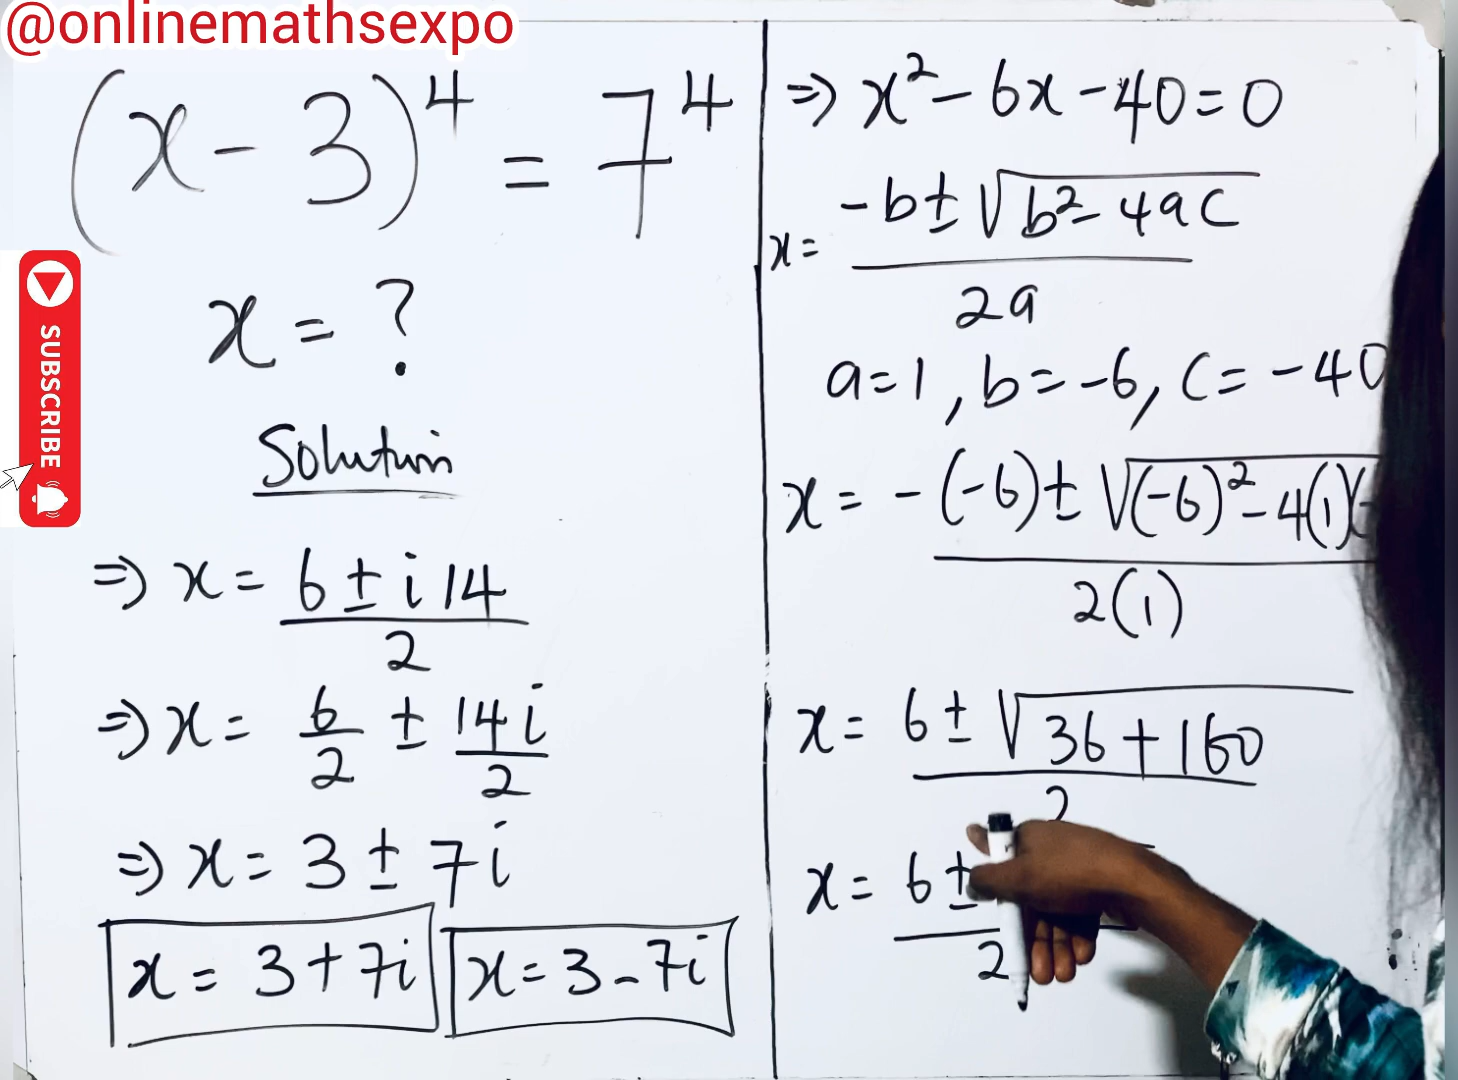 @onlinemathsexpo
(x-3)⁴ = 7⁴
x = ?
SUBSCRIBE
Solution
⇒ x = 6 ± i 14
2
⇒ x = 6/2 ± 14i/2
⇒ x = 3 ± 7i
x = 3 + 7i
x = 3 - 7i
⇒ x² - 6x - 40 = 0
x = -b ± √b² - 4ac
2a
a = 1, b = -6, c = -40
x = -(-6) ± √(-6)² - 4(1)(-
2(1)
x = 6 ± √36 + 160
2
x = 6 ±
2